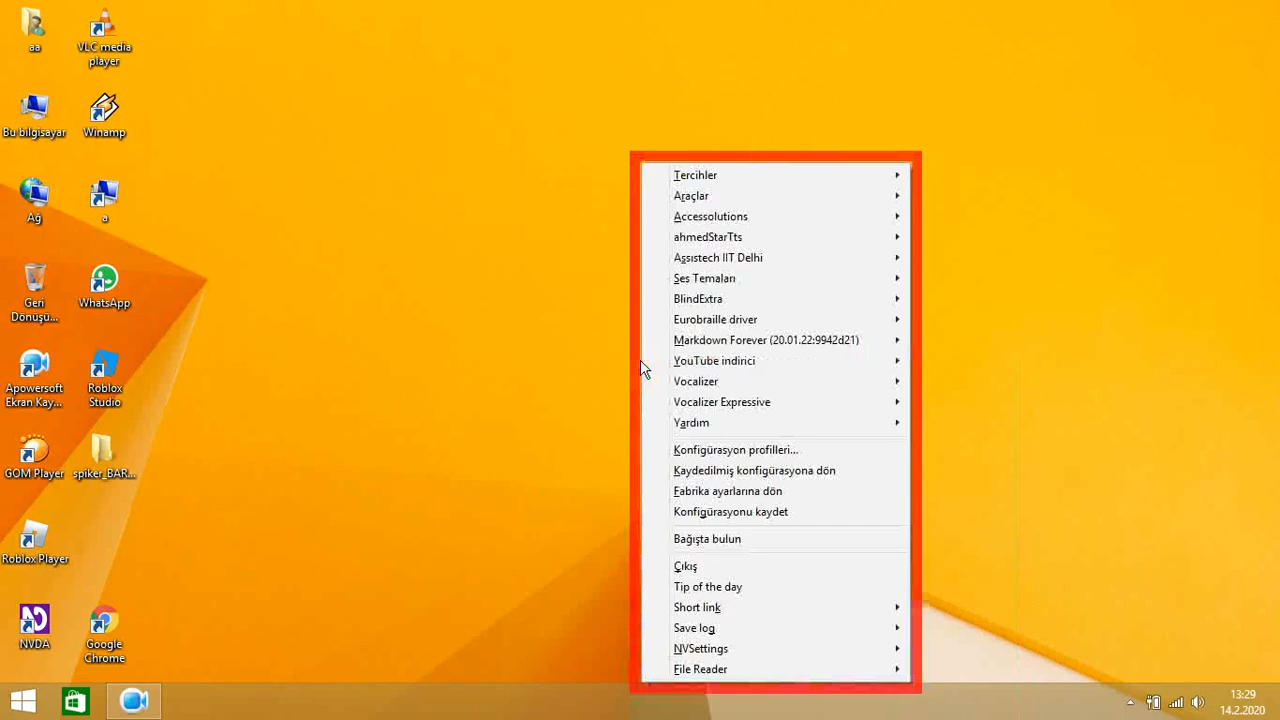 aa
VLC media
player
Bu bilgisayar
Winamp
Ağ
a
Geri
Dönüşü...
WhatsApp
Apowersoft
Ekran Kay...
Roblox
Studio
GOM Player
spiker_BAR...
Roblox Player
NVDA
Google
Chrome
Tercihler
Araçlar
Accessolutions
ahmedStarTts
Assistech IIT Delhi
Ses Temaları
BlindExtra
Eurobraille driver
Markdown Forever (20.01.22:9942d21)
YouTube indirici
Vocalizer
Vocalizer Expressive
Yardım
Konfigürasyon profilleri...
Kaydedilmiş konfigürasyona dön
Fabrika ayarlarına dön
Konfigürasyonu kaydet
Bağışta bulun
Çıkış
Tip of the day
Short link
Save log
NVSettings
File Reader
13:29
14.2.2020